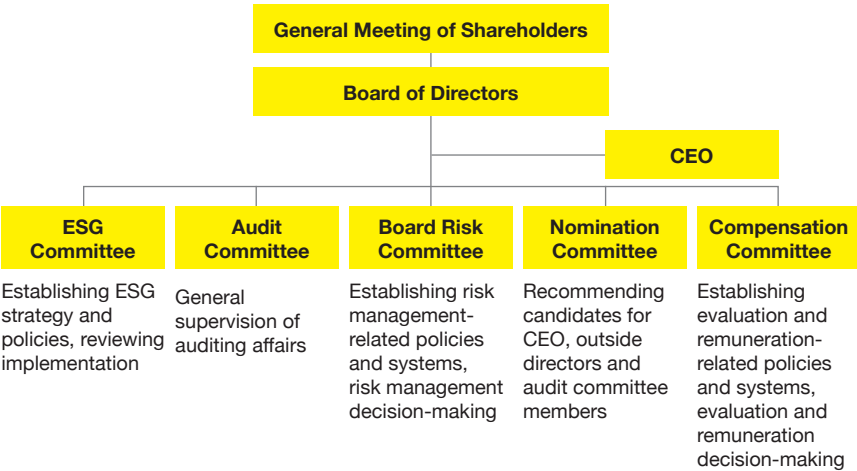 General Meeting of Shareholders
Board of Directors
CEO
ESG
Committee
Establishing ESG
strategy and
policies, reviewing
implementation
Audit
Committee
General
supervision of
auditing affairs
Board Risk
Committee
Establishing risk
management-
related policies
and systems,
risk management
decision-making
Nomination
Committee
Recommending
candidates for
CEO, outside
directors and
audit committee
members
Compensation
Committee
Establishing
evaluation and
remuneration-
related policies
and systems,
evaluation and
remuneration
decision-making